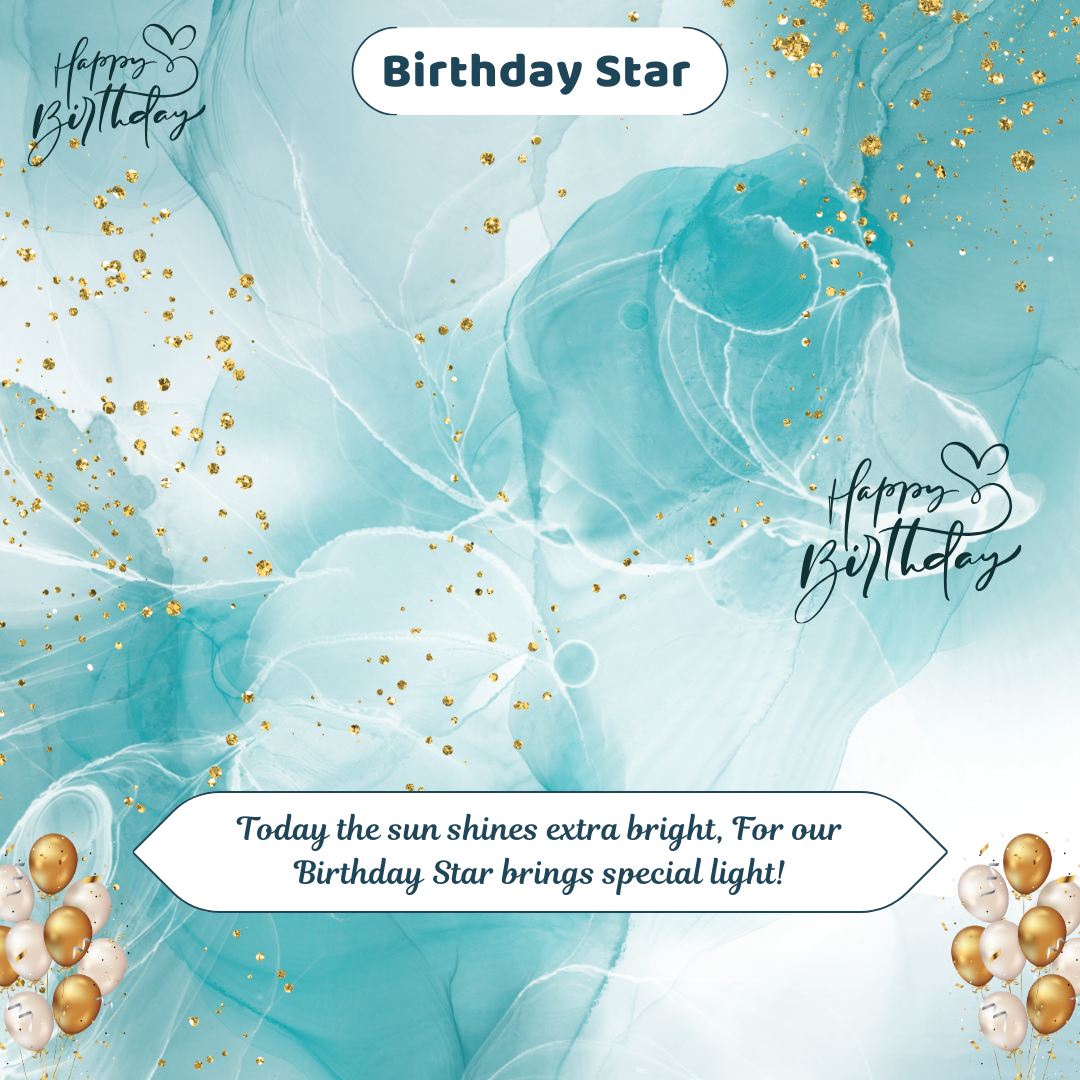 Happy
Birthday
Birthday Star
Happy
Birthday
Today the sun shines extra bright, For our
Birthday Star brings special light!